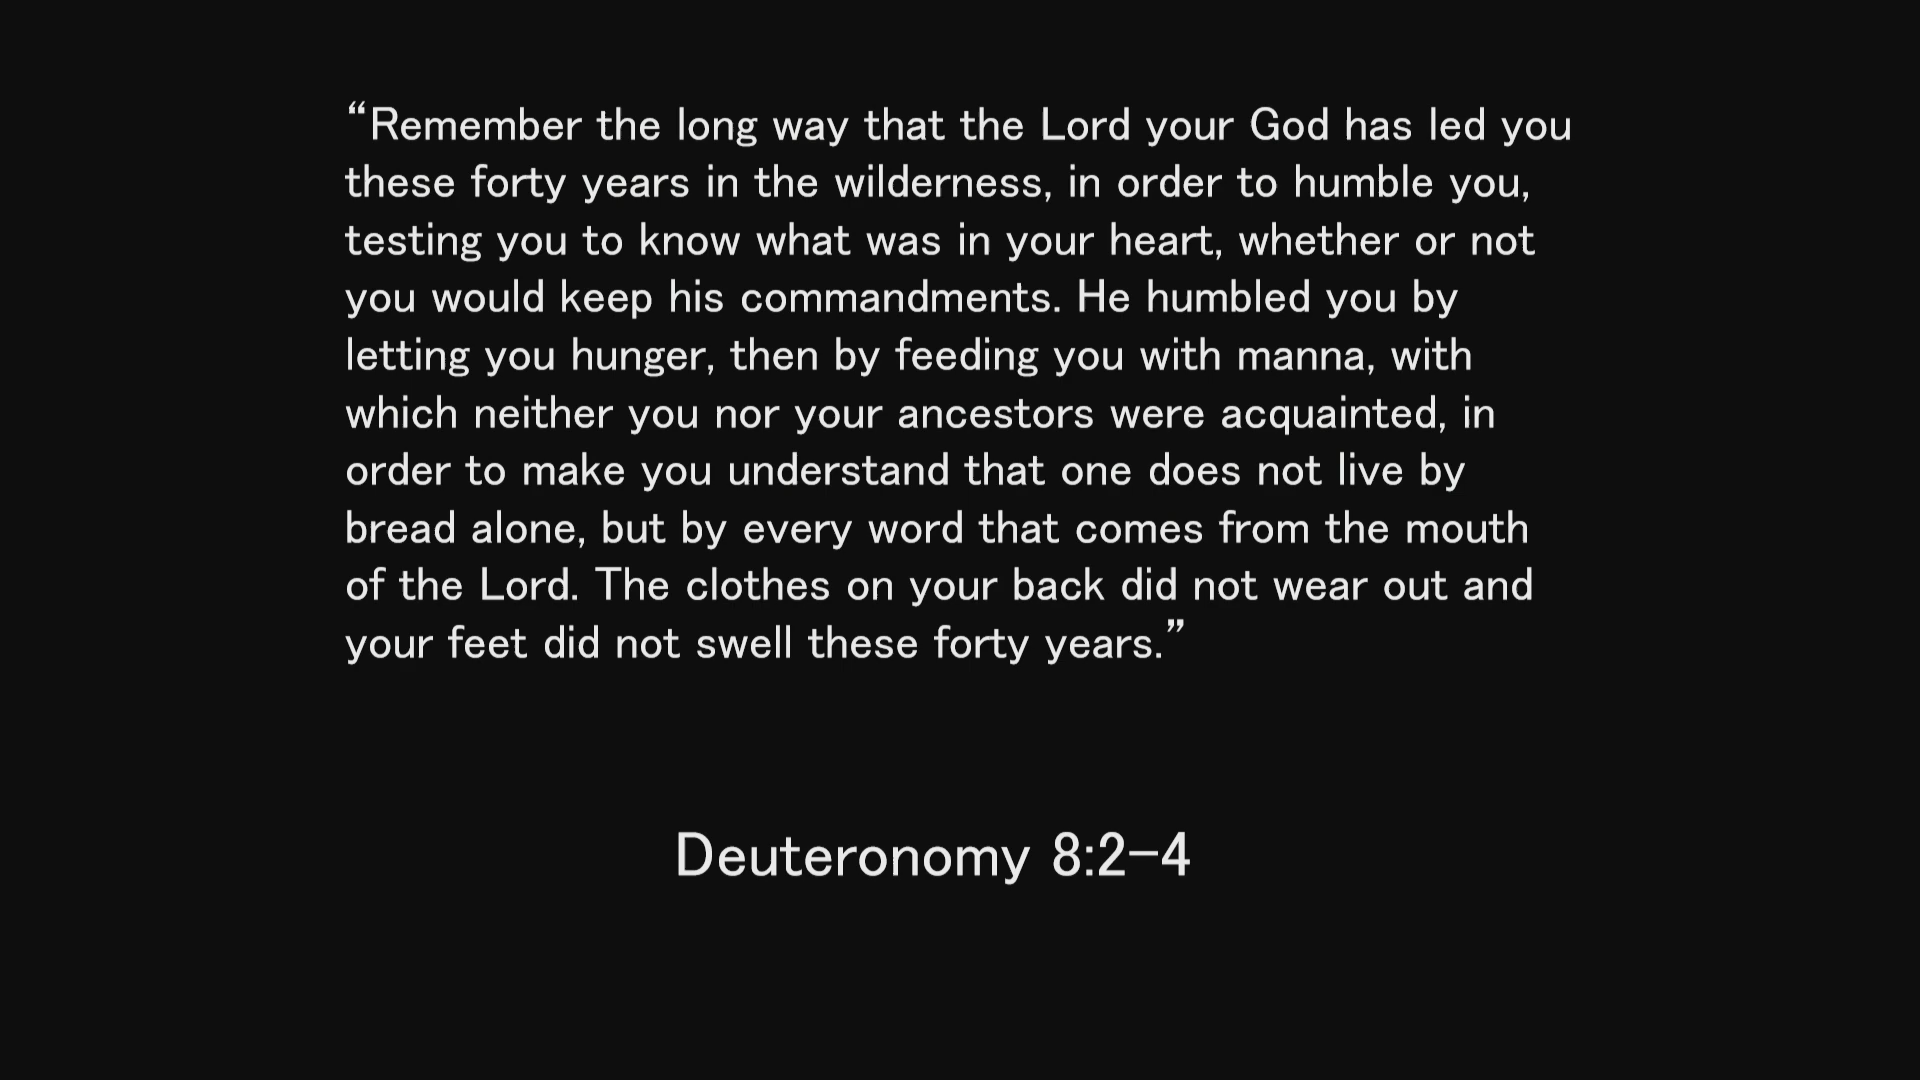 “Remember the long way that the Lord your God has led you
these forty years in the wilderness, in order to humble you,
testing you to know what was in your heart, whether or not
you would keep his commandments. He humbled you by
letting you hunger, then by feeding you with manna, with
which neither you nor your ancestors were acquainted, in
order to make you understand that one does not live by
bread alone, but by every word that comes from the mouth
of the Lord. The clothes on your back did not wear out and
your feet did not swell these forty years.”
Deuteronomy 8:2–4